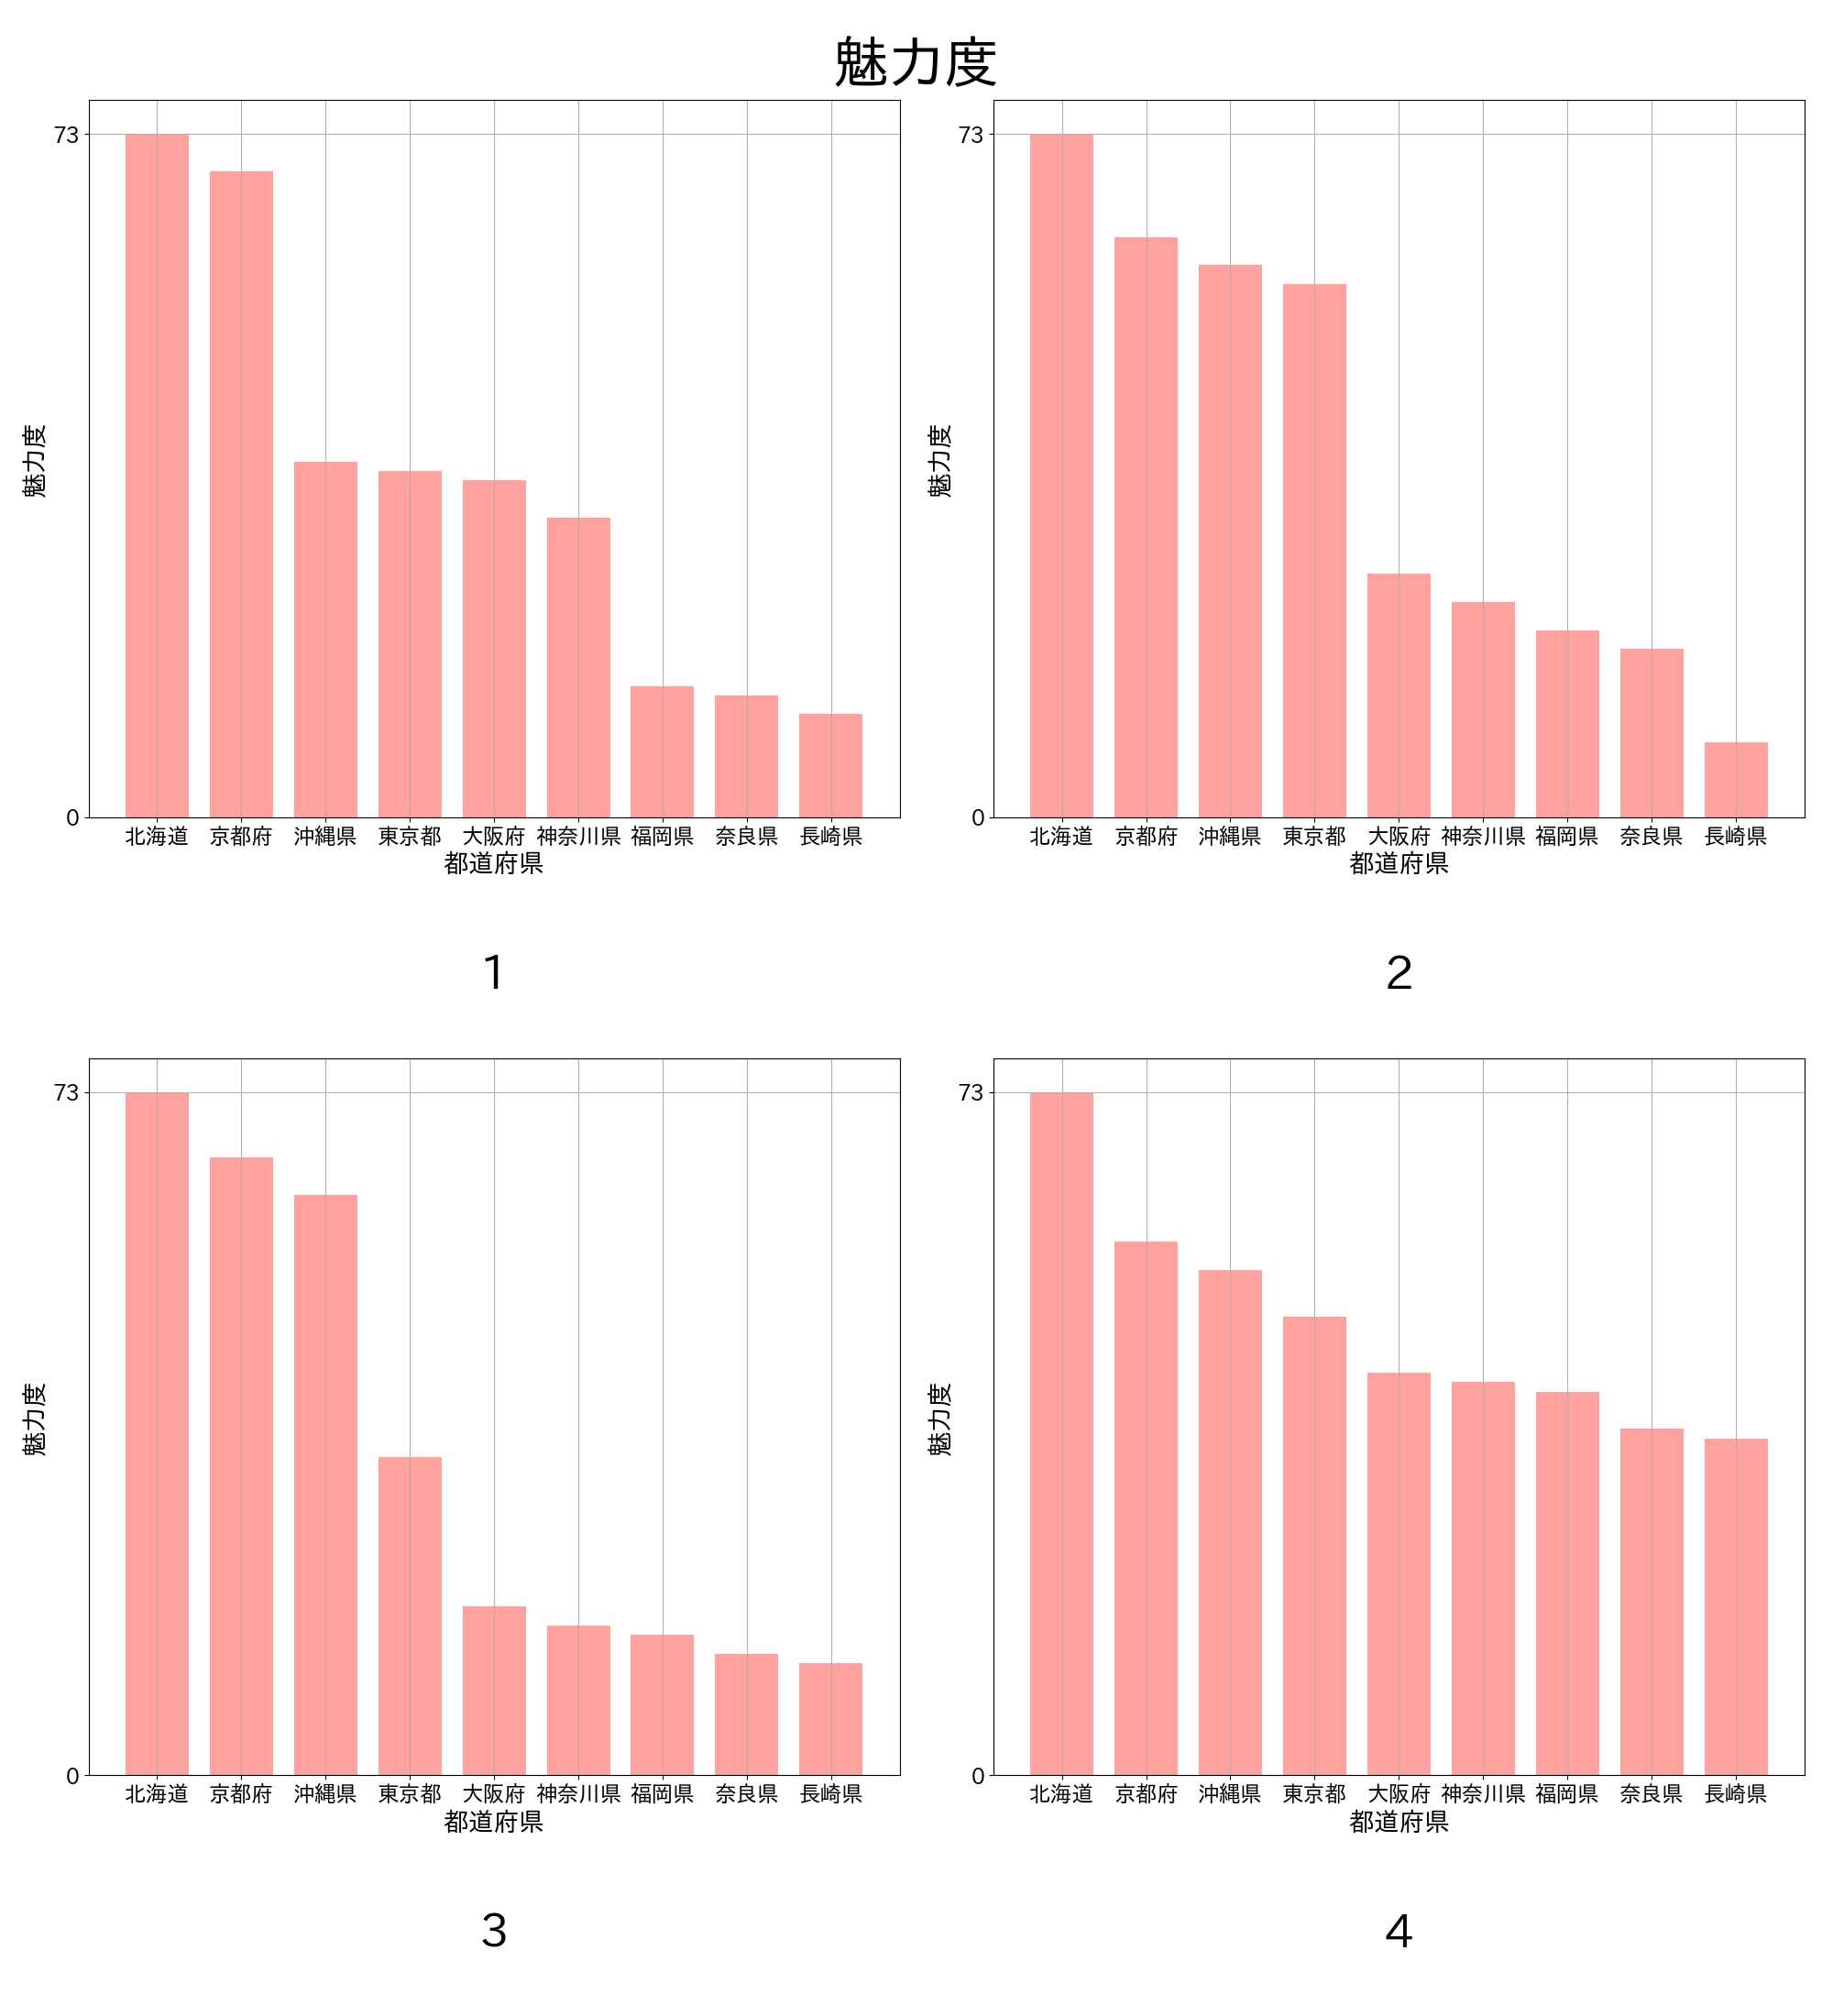 魅力度
73
0
魅力度
北海道 京都府 沖縄県 東京都 大阪府 神奈川県 福岡県 奈良県 長崎県
都道府県
1
73
0
魅力度
北海道 京都府 沖縄県 東京都 大阪府 神奈川県 福岡県 奈良県 長崎県
都道府県
2
73
0
魅力度
北海道 京都府 沖縄県 東京都 大阪府 神奈川県 福岡県 奈良県 長崎県
都道府県
3
73
0
魅力度
北海道 京都府 沖縄県 東京都 大阪府 神奈川県 福岡県 奈良県 長崎県
都道府県
4